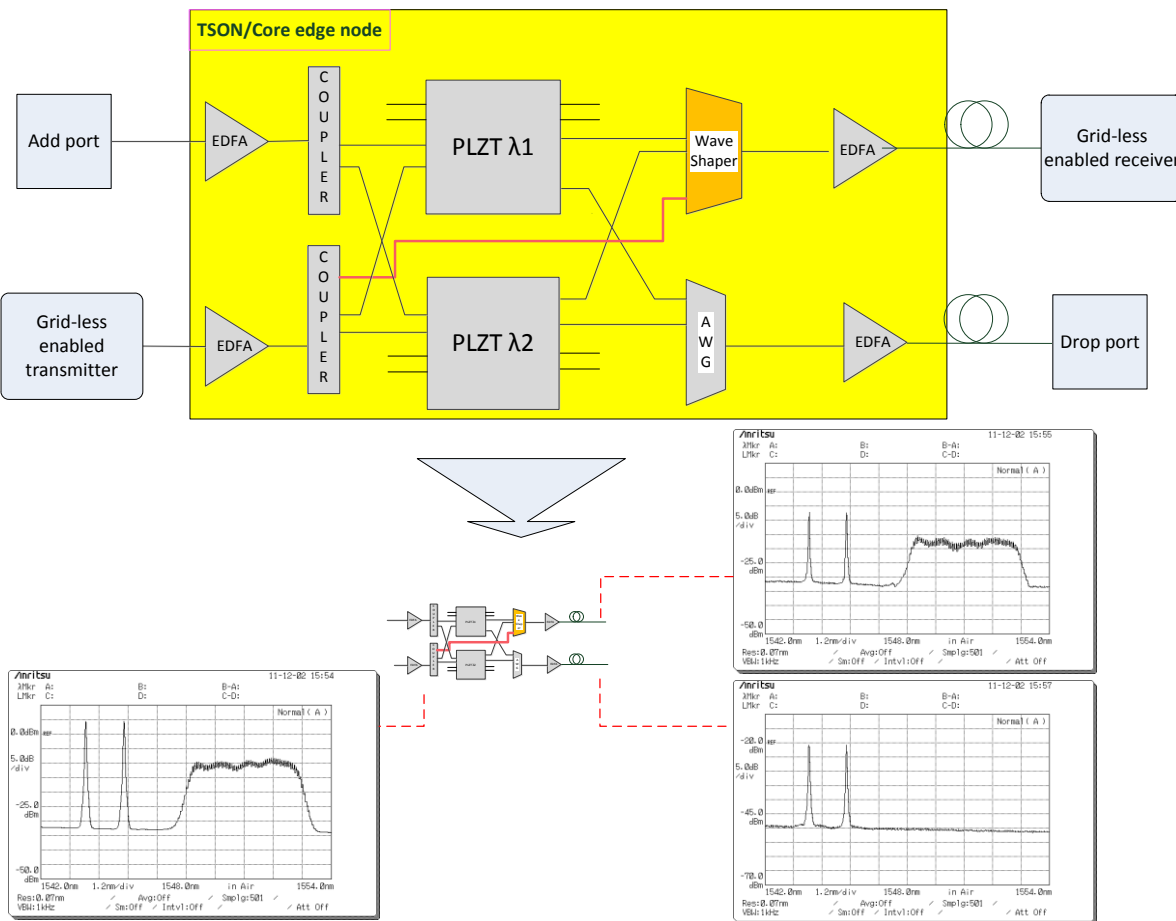 TSON/Core edge node
Add port
EDFA
COUPLER
PLZT λ1
Wave
Shaper
EDFA
Grid-less
enabled receiver
Grid-less
enabled
transmitter
EDFA
COUPLER
PLZT λ2
AWG
EDFA
Drop port
Anritsu 11-12-02 15:55
λMkr A: B: B-A:
LMkr C: D: C-D:
Normal(A)
0.0dBm REF
5.0dB
/div
-25.0
dBm
-50.0
dBm
1542.0nm 1.2nm/div 1548.0nm in Air 1554.0nm
Res:0.07nm / Avg:Off / Smplg:501 /
VBW:1kHz / Sm:Off / Intvl:Off / / Att Off
Anritsu 11-12-02 15:54
λMkr A: B: B-A:
LMkr C: D: C-D:
Normal(A)
0.0dBm REF
5.0dB
/div
-25.0
dBm
-50.0
dBm
1542.0nm 1.2nm/div 1548.0nm in Air 1554.0nm
Res:0.07nm / Avg:Off / Smplg:501 /
VBW:1kHz / Sm:Off / Intvl:Off / / Att Off
Anritsu 11-12-02 15:57
λMkr A: B: B-A:
LMkr C: D: C-D:
Normal(A)
-20.0 REF
dBm
5.0dB
/div
-45.0
dBm
-70.0
dBm
1542.0nm 1.2nm/div 1548.0nm in Air 1554.0nm
Res:0.07nm / Avg:Off / Smplg:501 /
VBW:1kHz / Sm:Off / Intvl:Off / / Att Off